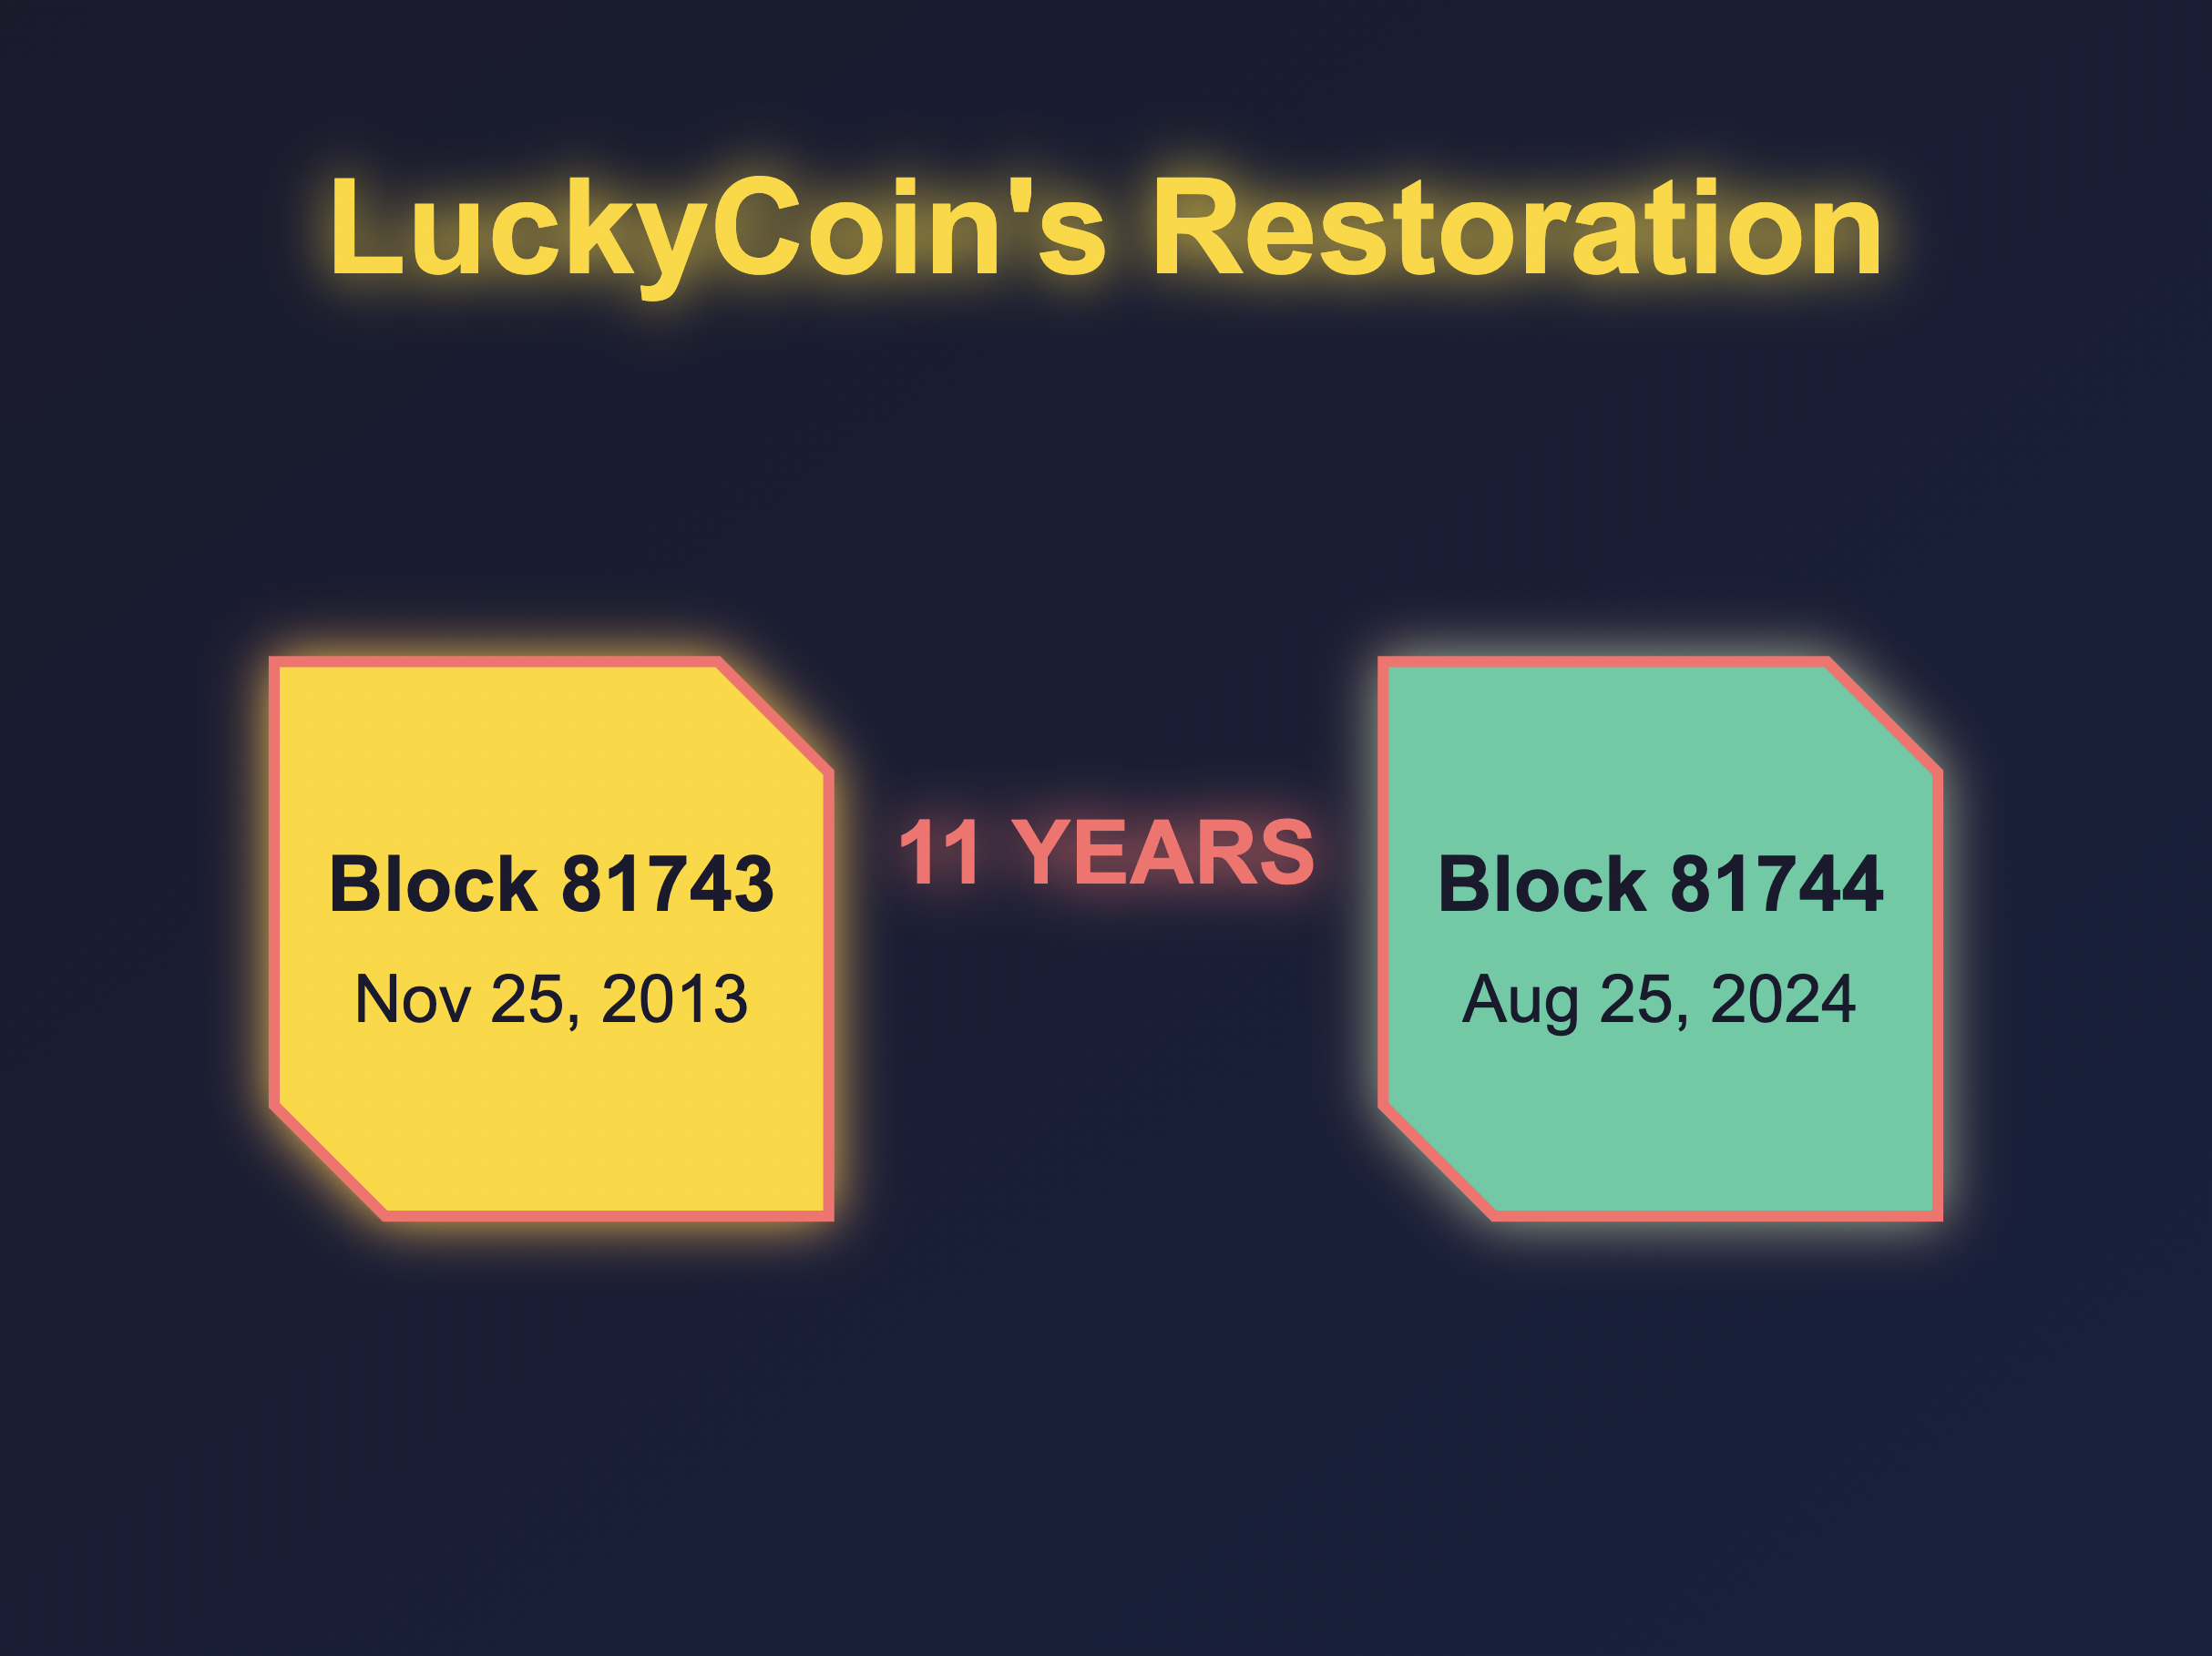 LuckyCoin's Restoration
Block 81743
Nov 25, 2013
11 YEARS
Block 81744
Aug 25, 2024